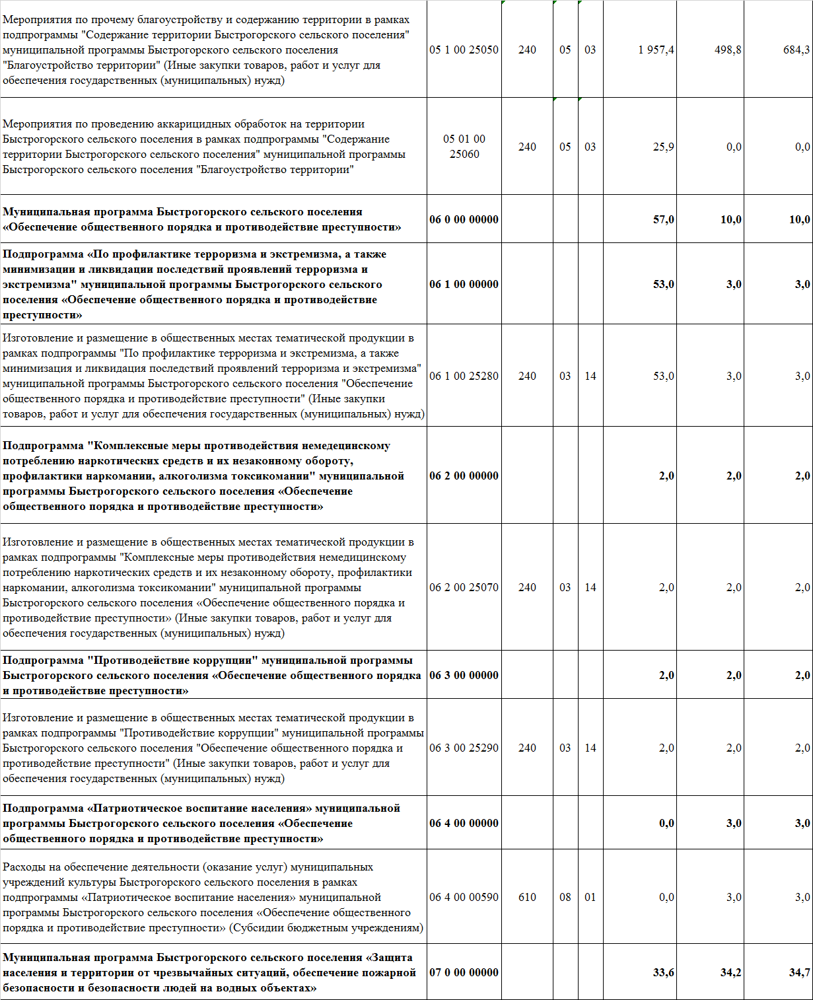 Мероприятия по прочему благоустройству и содержанию территории в рамках
подпрограммы "Содержание территории Быстрогорского сельского поселения"
муниципальной программы Быстрогорского сельского поселения
"Благоустройство территории" (Иные закупки товаров, работ и услуг для
обеспечения государственных (муниципальных) нужд)
05 1 00 25050 240 05 03 1 957,4 498,8 684,3
Мероприятия по проведению аккарицидных обработок на территории
Быстрогорского сельского поселения в рамках подпрограммы "Содержание
территории Быстрогорского сельского поселения" муниципальной программы
Быстрогорского сельского поселения "Благоустройство территории"
05 01 00
25060
240 05 03 25,9 0,0 0,0
Муниципальная программа Быстрогорского сельского поселения
«Обеспечение общественного порядка и противодействие преступности»
06 0 00 00000 57,0 10,0 10,0
Подпрограмма «По профилактике терроризма и экстремизма, а также
минимизации и ликвидации последствий проявлений терроризма и
экстремизма" муниципальной программы Быстрогорского сельского
поселения «Обеспечение общественного порядка и противодействие
преступности»
06 1 00 00000 53,0 3,0 3,0
Изготовление и размещение в общественных местах тематической продукции в
рамках подпрограммы "По профилактике терроризма и экстремизма, а также
минимизация и ликвидация последствий проявлений терроризма и экстремизма"
муниципальной программы Быстрогорского сельского поселения "Обеспечение
общественного порядка и противодействие преступности" (Иные закупки
товаров, работ и услуг для обеспечения государственных (муниципальных) нужд)
06 1 00 25280 240 03 14 53,0 3,0 3,0
Подпрограмма "Комплексные меры противодействия немедецинскому
потреблению наркотических средств и их незаконному обороту,
профилактики наркомании, алкоголизма токсикомании" муниципальной
программы Быстрогорского сельского поселения «Обеспечение
общественного порядка и противодействие преступности»
06 2 00 00000 2,0 2,0 2,0
Изготовление и размещение в общественных местах тематической продукции в
рамках подпрограммы "Комплексные меры противодействия немедицинскому
потреблению наркотических средств и их незаконному обороту, профилактики
наркомании, алкоголизма токсикомании" муниципальной программы
Быстрогорского сельского поселения «Обеспечение общественного порядка и
противодействие преступности» (Иные закупки товаров, работ и услуг для
обеспечения государственных (муниципальных) нужд)
06 2 00 25070 240 03 14 2,0 2,0 2,0
Подпрограмма "Противодействие коррупции" муниципальной программы
Быстрогорского сельского поселения «Обеспечение общественного порядка
и противодействие преступности»
06 3 00 00000 2,0 2,0 2,0
Изготовление и размещение в общественных местах тематической продукции в
рамках подпрограммы "Противодействие коррупции" муниципальной программы
Быстрогорского сельского поселения "Обеспечение общественного порядка и
противодействие преступности" (Иные закупки товаров, работ и услуг для
обеспечения государственных (муниципальных) нужд)
06 3 00 25290 240 03 14 2,0 2,0 2,0
Подпрограмма «Патриотическое воспитание населения» муниципальной
программы Быстрогорского сельского поселения «Обеспечение
общественного порядка и противодействие преступности»
06 4 00 00000 0,0 3,0 3,0
Расходы на обеспечение деятельности (оказание услуг) муниципальных
учреждений культуры Быстрогорского сельского поселения в рамках
подпрограммы «Патриотическое воспитание населения» муниципальной
программы Быстрогорского сельского поселения «Обеспечение общественного
порядка и противодействие преступности» (Субсидии бюджетным учреждениям)
06 4 00 00590 610 08 01 0,0 3,0 3,0
Муниципальная программа Быстрогорского сельского поселения «Защита
населения и территории от чрезвычайных ситуаций, обеспечение пожарной
безопасности и безопасности людей на водных объектах»
07 0 00 00000 33,6 34,2 34,7